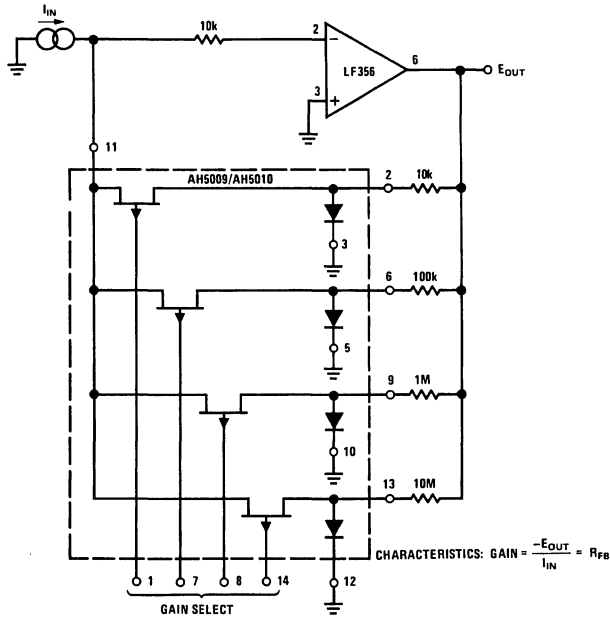 I_IN
10k
2
−
LF356
3
+
6
E_OUT
11
AH5009/AH5010
2
10k
3
6
100k
5
9
1M
10
13
10M
CHARACTERISTICS: GAIN = −E_OUT / I_IN = R_FB
1
7
8
14
12
GAIN SELECT